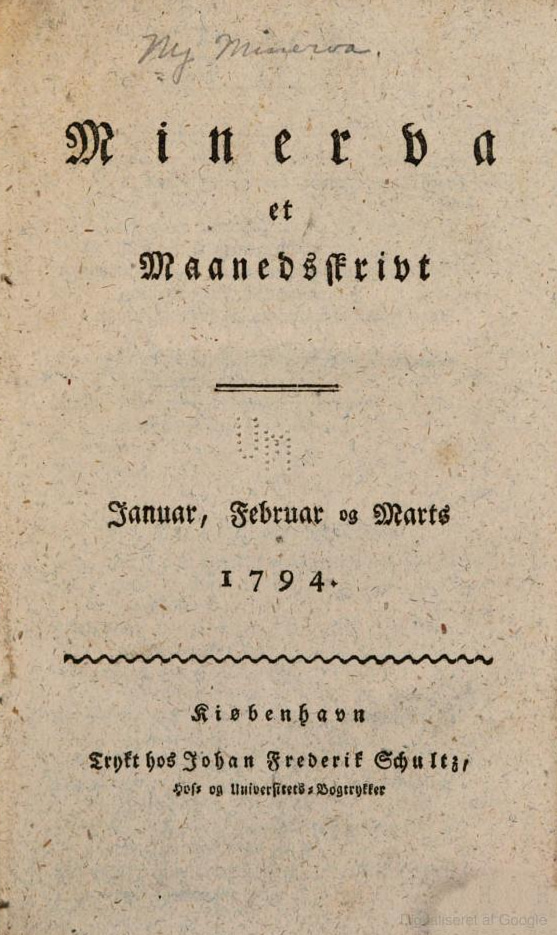 Ny Minerva.
Minerva
et
Maanedsskrivt
UM
Januar, Februar og Marts
1794.
Kiøbenhavn
Trykt hos Johan Frederik Schultz,
Hof- og Universitets-Bogtrykker
Digitaliseret af Google